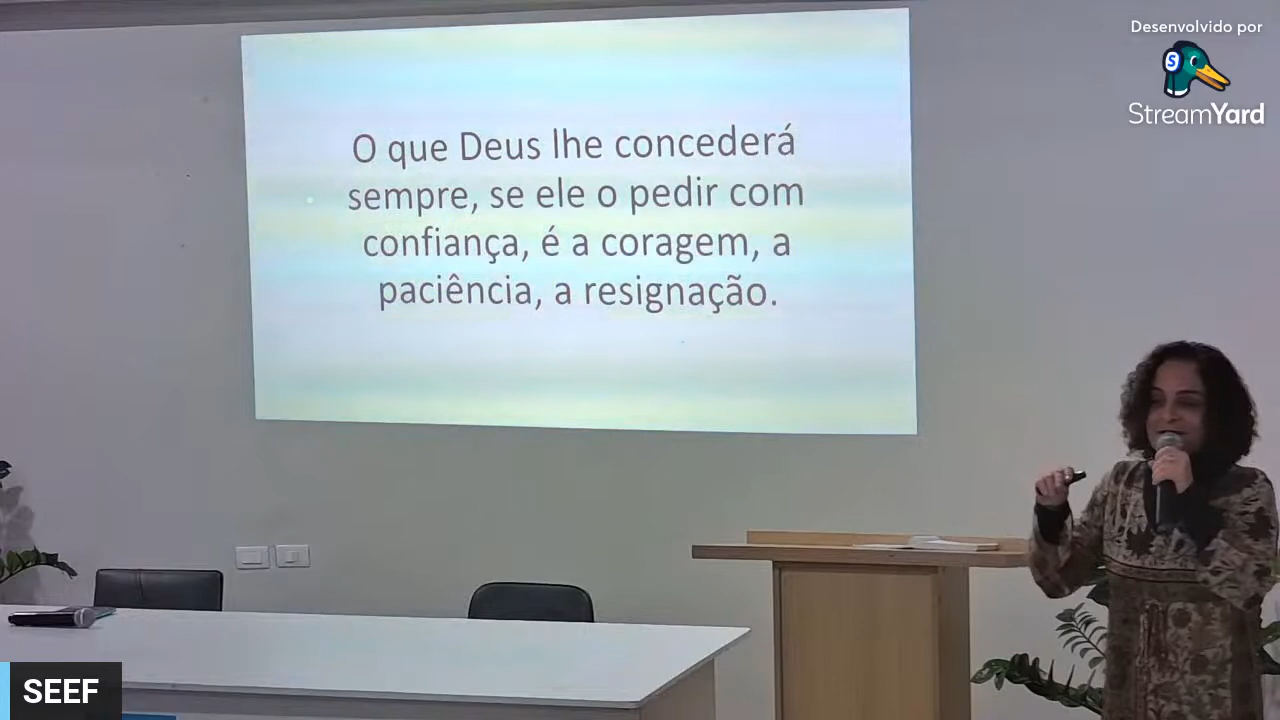 Desenvolvido por
S
StreamYard
O que Deus lhe concederá
sempre, se ele o pedir com
confiança, é a coragem, a
paciência, a resignação.
SEEF